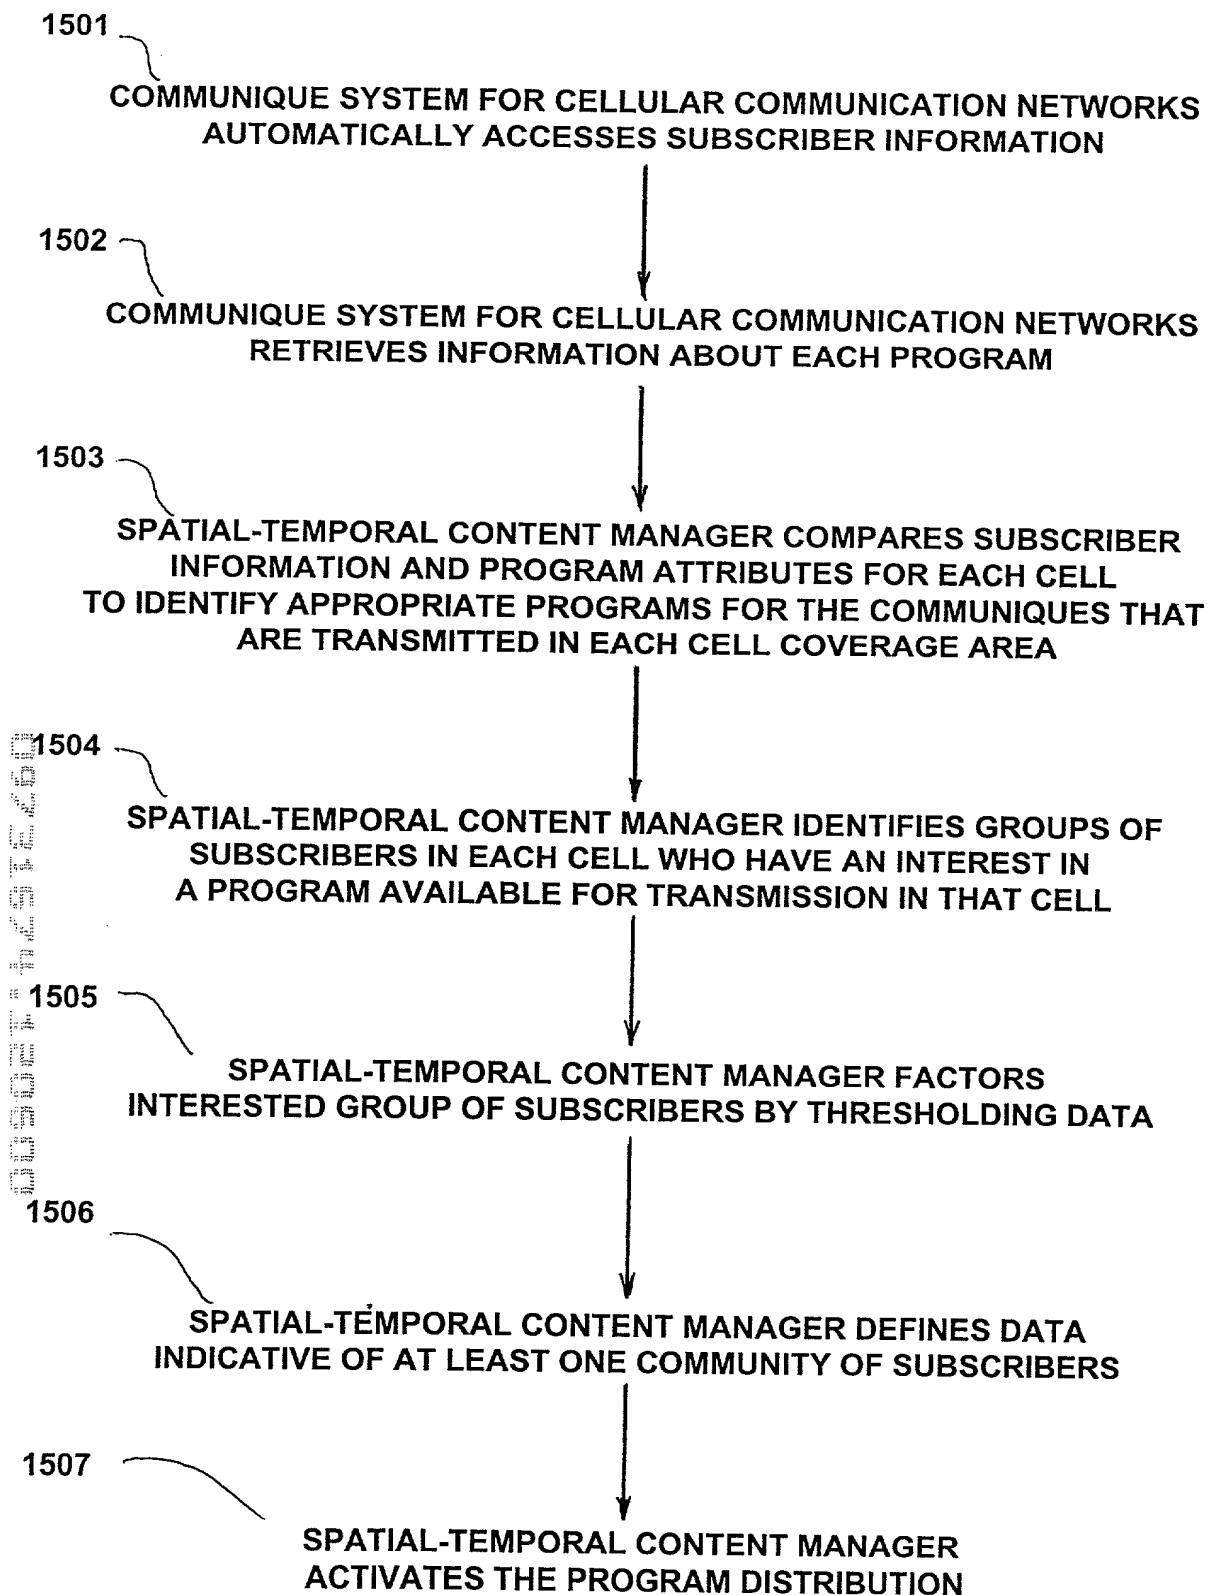 1501
COMMUNIQUE SYSTEM FOR CELLULAR COMMUNICATION NETWORKS
AUTOMATICALLY ACCESSES SUBSCRIBER INFORMATION
1502
COMMUNIQUE SYSTEM FOR CELLULAR COMMUNICATION NETWORKS
RETRIEVES INFORMATION ABOUT EACH PROGRAM
1503
SPATIAL-TEMPORAL CONTENT MANAGER COMPARES SUBSCRIBER
INFORMATION AND PROGRAM ATTRIBUTES FOR EACH CELL
TO IDENTIFY APPROPRIATE PROGRAMS FOR THE COMMUNIQUES THAT
ARE TRANSMITTED IN EACH CELL COVERAGE AREA
1504
SPATIAL-TEMPORAL CONTENT MANAGER IDENTIFIES GROUPS OF
SUBSCRIBERS IN EACH CELL WHO HAVE AN INTEREST IN
A PROGRAM AVAILABLE FOR TRANSMISSION IN THAT CELL
1505
SPATIAL-TEMPORAL CONTENT MANAGER FACTORS
INTERESTED GROUP OF SUBSCRIBERS BY THRESHOLDING DATA
1506
SPATIAL-TEMPORAL CONTENT MANAGER DEFINES DATA
INDICATIVE OF AT LEAST ONE COMMUNITY OF SUBSCRIBERS
1507
SPATIAL-TEMPORAL CONTENT MANAGER
ACTIVATES THE PROGRAM DISTRIBUTION